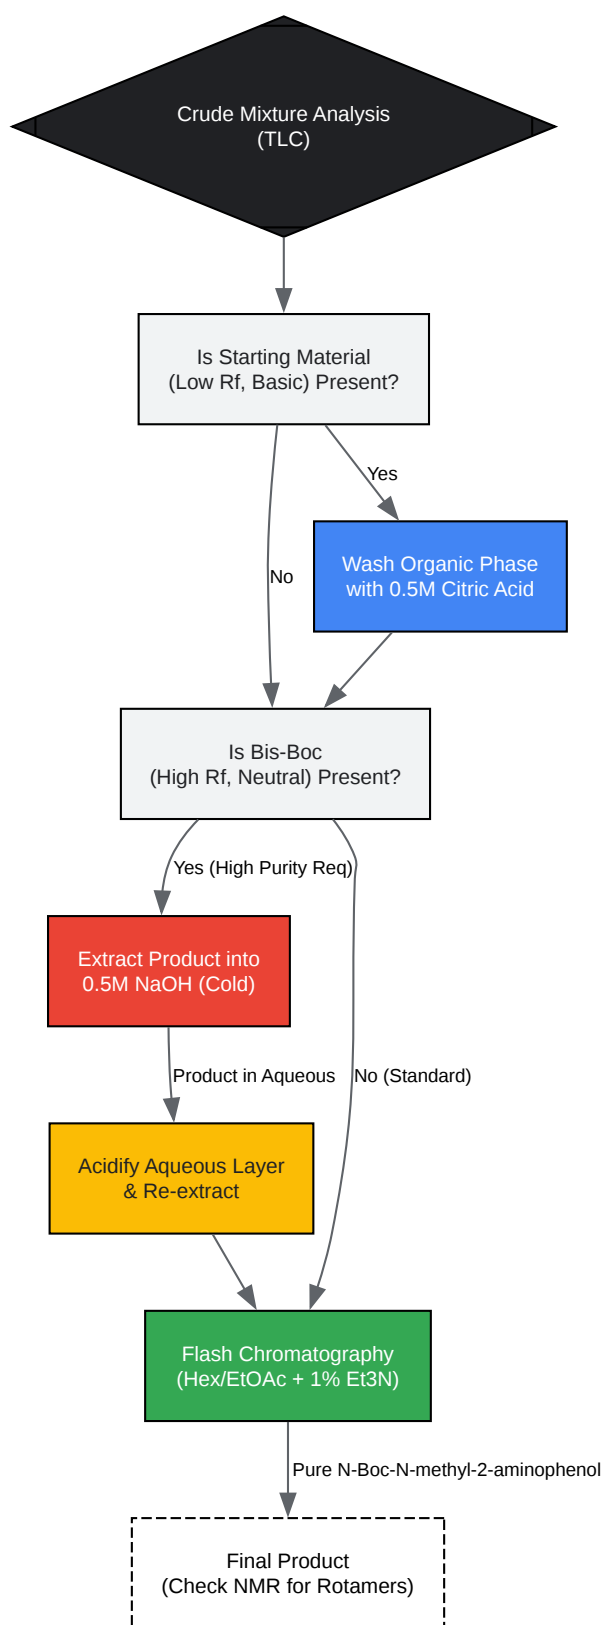 Crude Mixture Analysis
(TLC)
Is Starting Material
(Low Rf, Basic) Present?
Yes
Wash Organic Phase
with 0.5M Citric Acid
No
Is Bis-Boc
(High Rf, Neutral) Present?
Yes (High Purity Req)
Extract Product into
0.5M NaOH (Cold)
Product in Aqueous
No (Standard)
Acidify Aqueous Layer
& Re-extract
Flash Chromatography
(Hex/EtOAc + 1% Et3N)
Pure N-Boc-N-methyl-2-aminophenol
Final Product
(Check NMR for Rotamers)